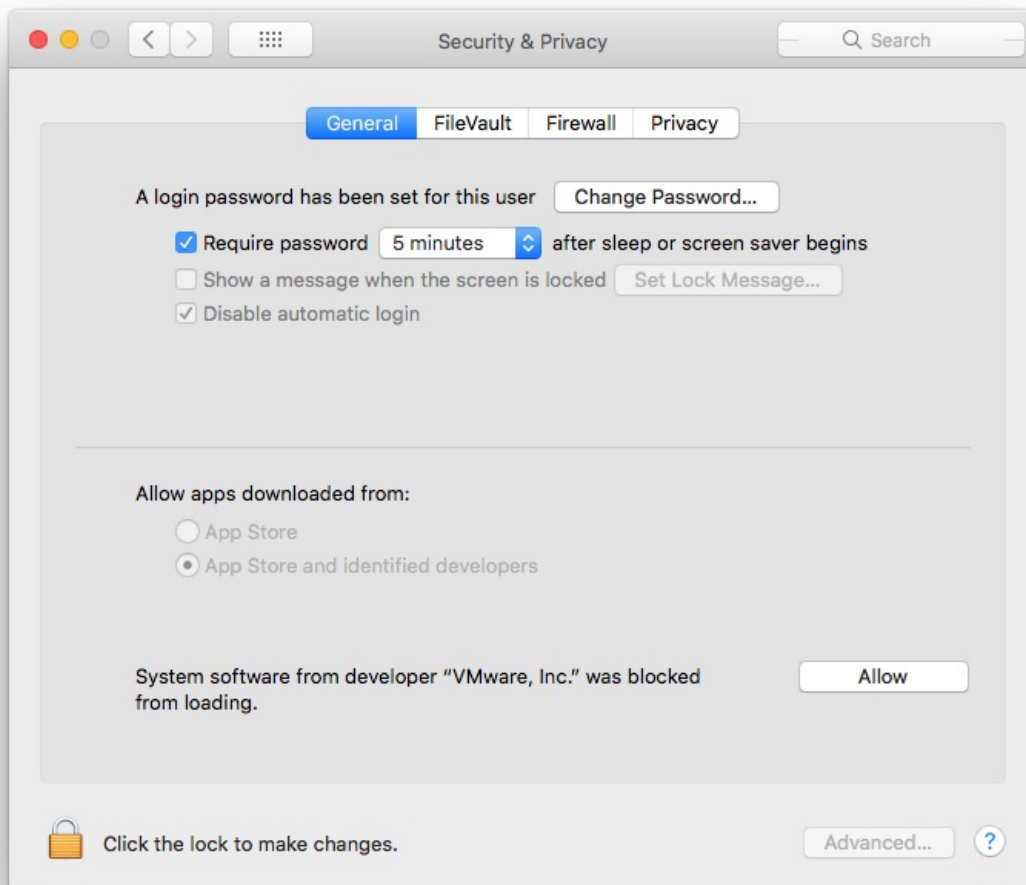 Security & Privacy
Search
General FileVault Firewall Privacy
A login password has been set for this user Change Password...
Require password 5 minutes after sleep or screen saver begins
Show a message when the screen is locked Set Lock Message...
Disable automatic login
Allow apps downloaded from:
App Store
App Store and identified developers
System software from developer “VMware, Inc.” was blocked
from loading.
Allow
Click the lock to make changes.
Advanced...
?